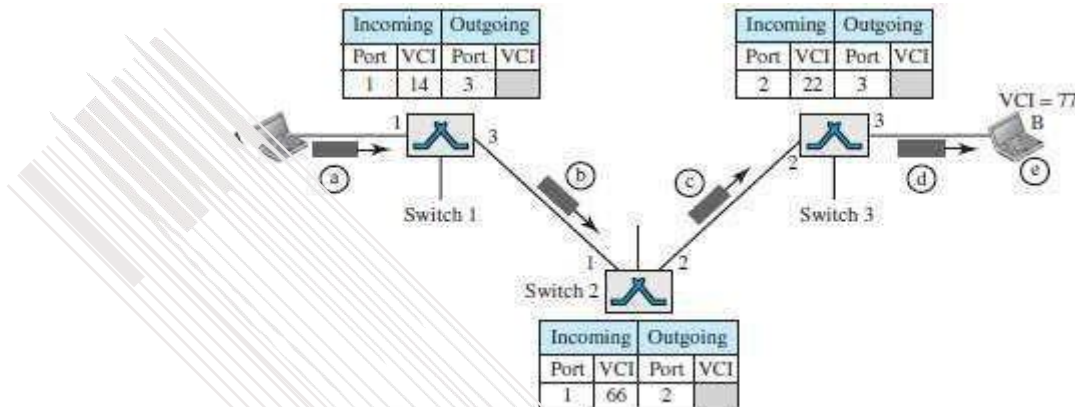 Incoming Outgoing
Port VCI Port VCI
1 14 3
Incoming Outgoing
Port VCI Port VCI
2 22 3
VCI = 77
B
1
3
3
2
a
b
c
d
e
Switch 1
Switch 3
1
2
Switch 2
Incoming Outgoing
Port VCI Port VCI
1 66 2